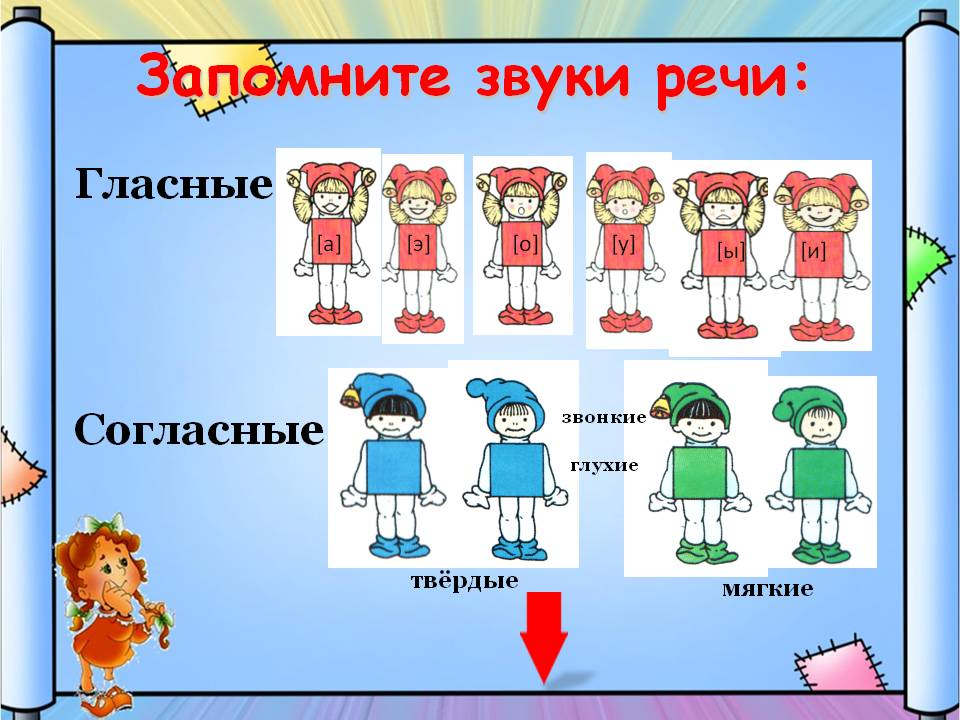 Запомните звуки речи:
Гласные
[а] [э] [о] [у] [ы] [и]
Согласные
звонкие
глухие
твёрдые
мягкие